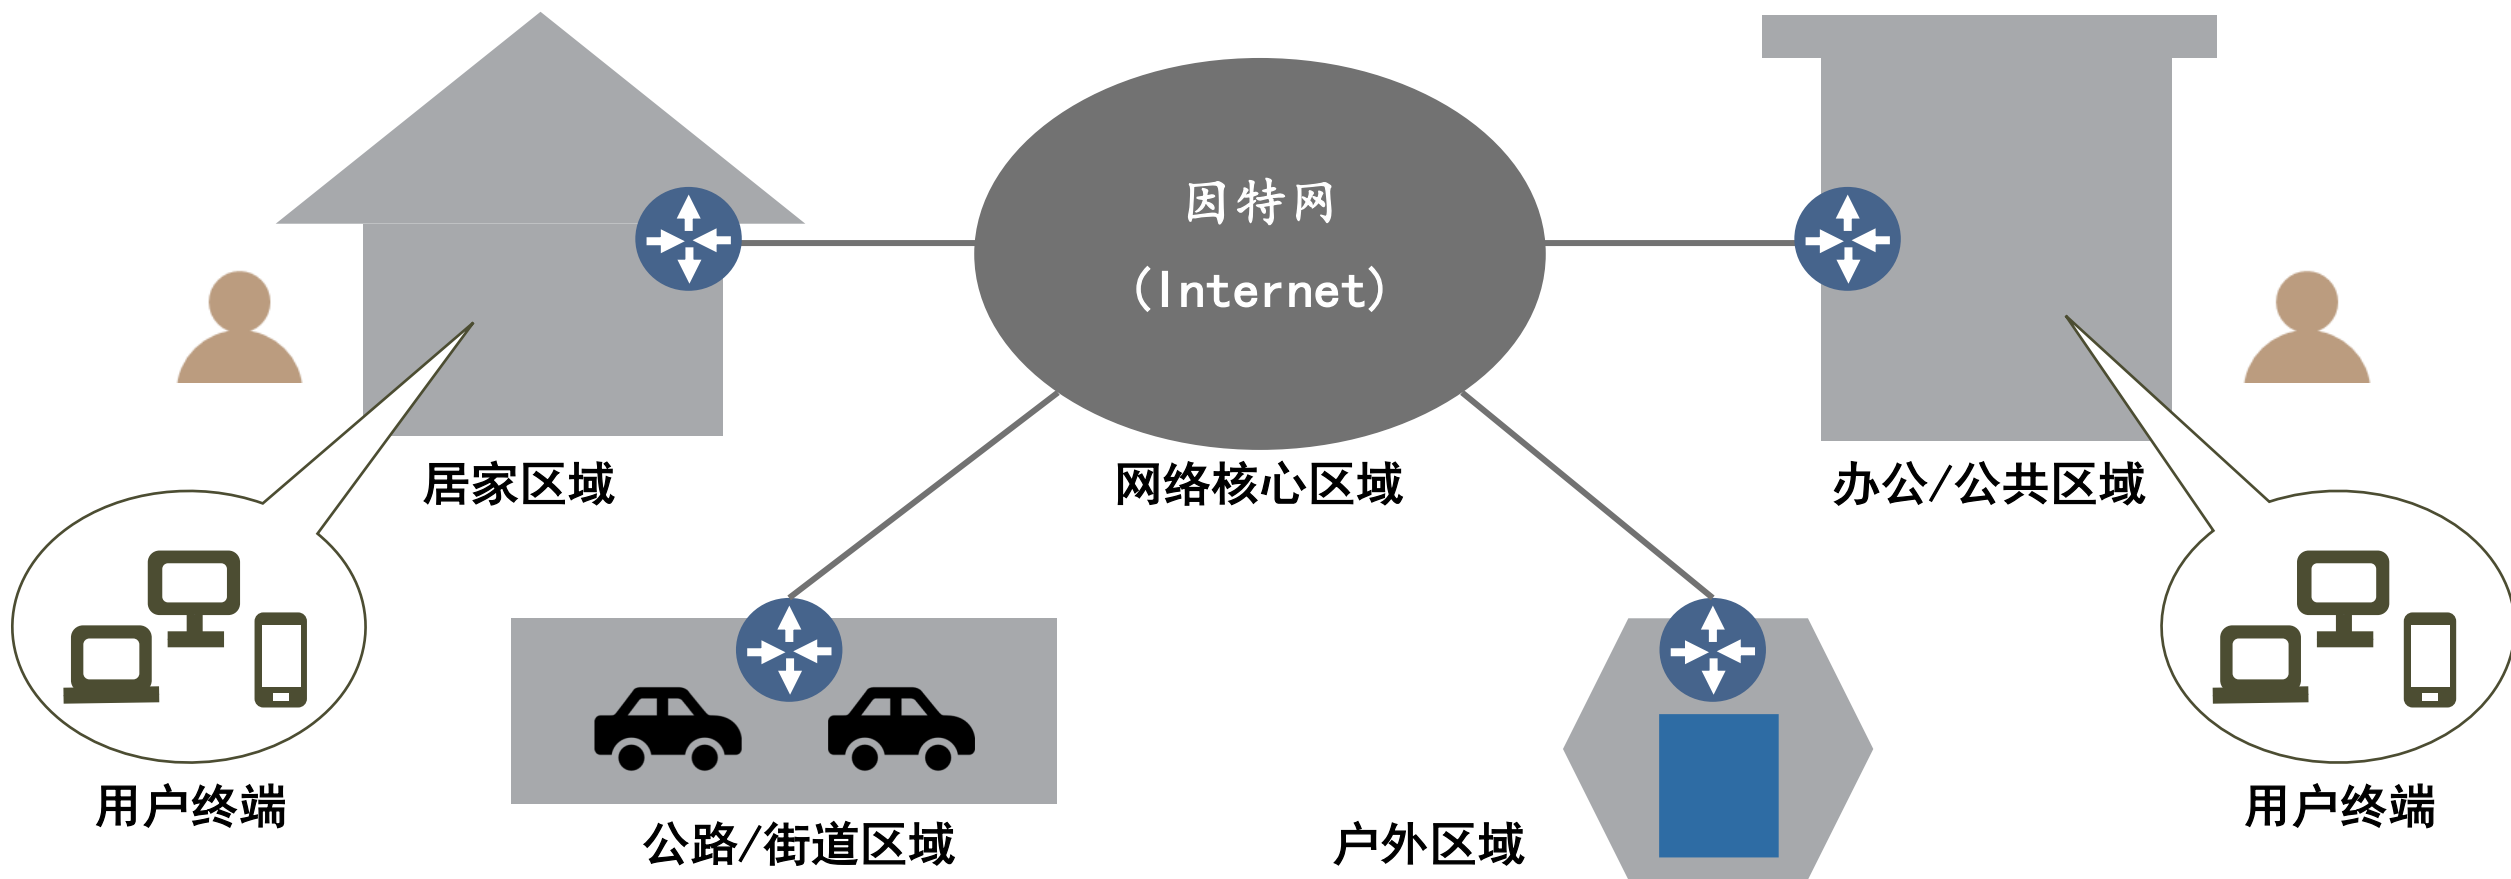 因特网
(Internet)
居家区域
网络核心区域
办公/公共区域
用户终端
公路/街道区域
户外区域
用户终端